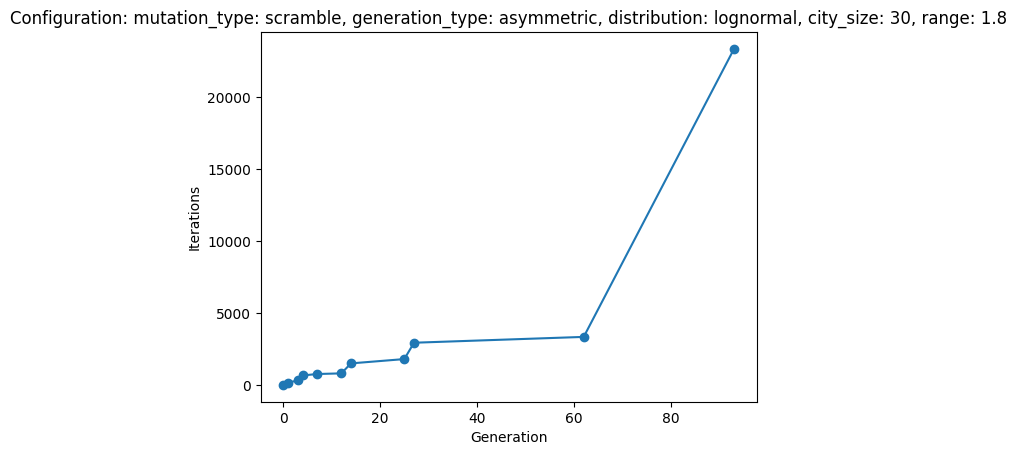 Configuration: mutation_type: scramble, generation_type: asymmetric, distribution: lognormal, city_size: 30, range: 1.8
20000
15000
10000
5000
0
Iterations
0 20 40 60 80
Generation